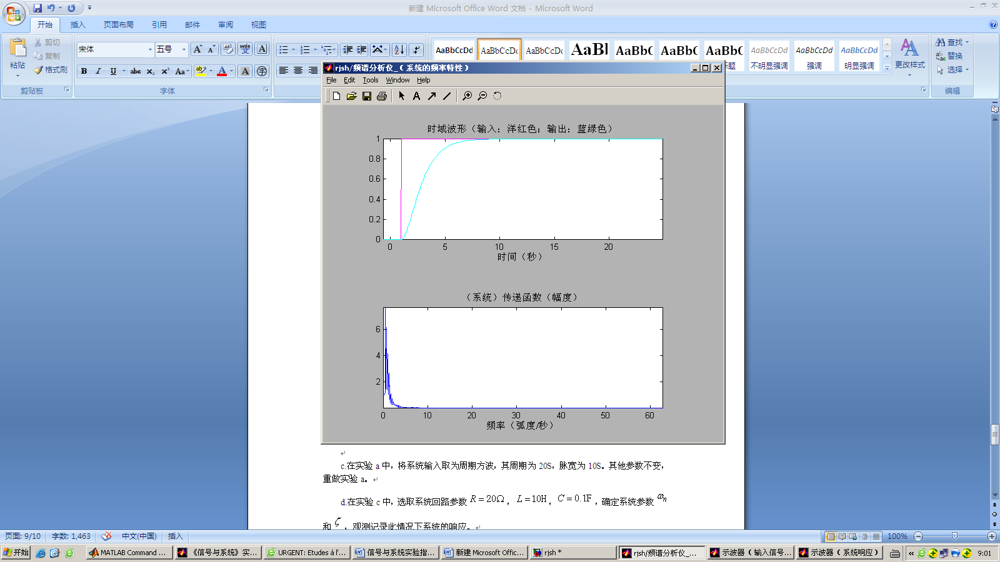 新建 Microsoft Office Word 文档 - Microsoft Word
开始 插入 页面布局 引用 邮件 审阅 视图
粘贴 剪切 复制 格式刷
宋体 五号
AaBbCcDd AaBbCcDc AaBbCcDc AaBl AaBbC AaBbC AaBbC AaBbCcDd AaBbCcDd AaBbCcDd
不明显强调 强调 明显强调
更改样式
查找
替换
选择
剪贴板 字体 编辑
rjsh/频谱分析仪_（系统的频率特性）
File Edit Tools Window Help
时域波形（输入：洋红色；输出：蓝绿色）
1
0.8
0.6
0.4
0.2
0
0 5 10 15 20
时间（秒）
（系统）传递函数（幅度）
6
4
2
0 10 20 30 40 50 60
频率（弧度/秒）
c.在实验 a 中，将系统输入取为周期方波，其周期为 20S，脉宽为 10S。其他参数不变，
重做实验 a。
d.在实验 c 中，选取系统回路参数 R=20Ω，L=10H，C=0.1F，确定系统参数 ωn
和 ζ，观测记录此情况下系统的响应。
页面: 9/10 字数: 1,463 中文(中国) 插入 100%
开始 MATLAB Command ... 《信号与系统》实... URGENT: Etudes à l'... 信号与系统实验指... 新建 Microsoft Offic... rjsh * rjsh/频谱分析仪_... 示波器（输入信号... 示波器（系统响应） 9:01